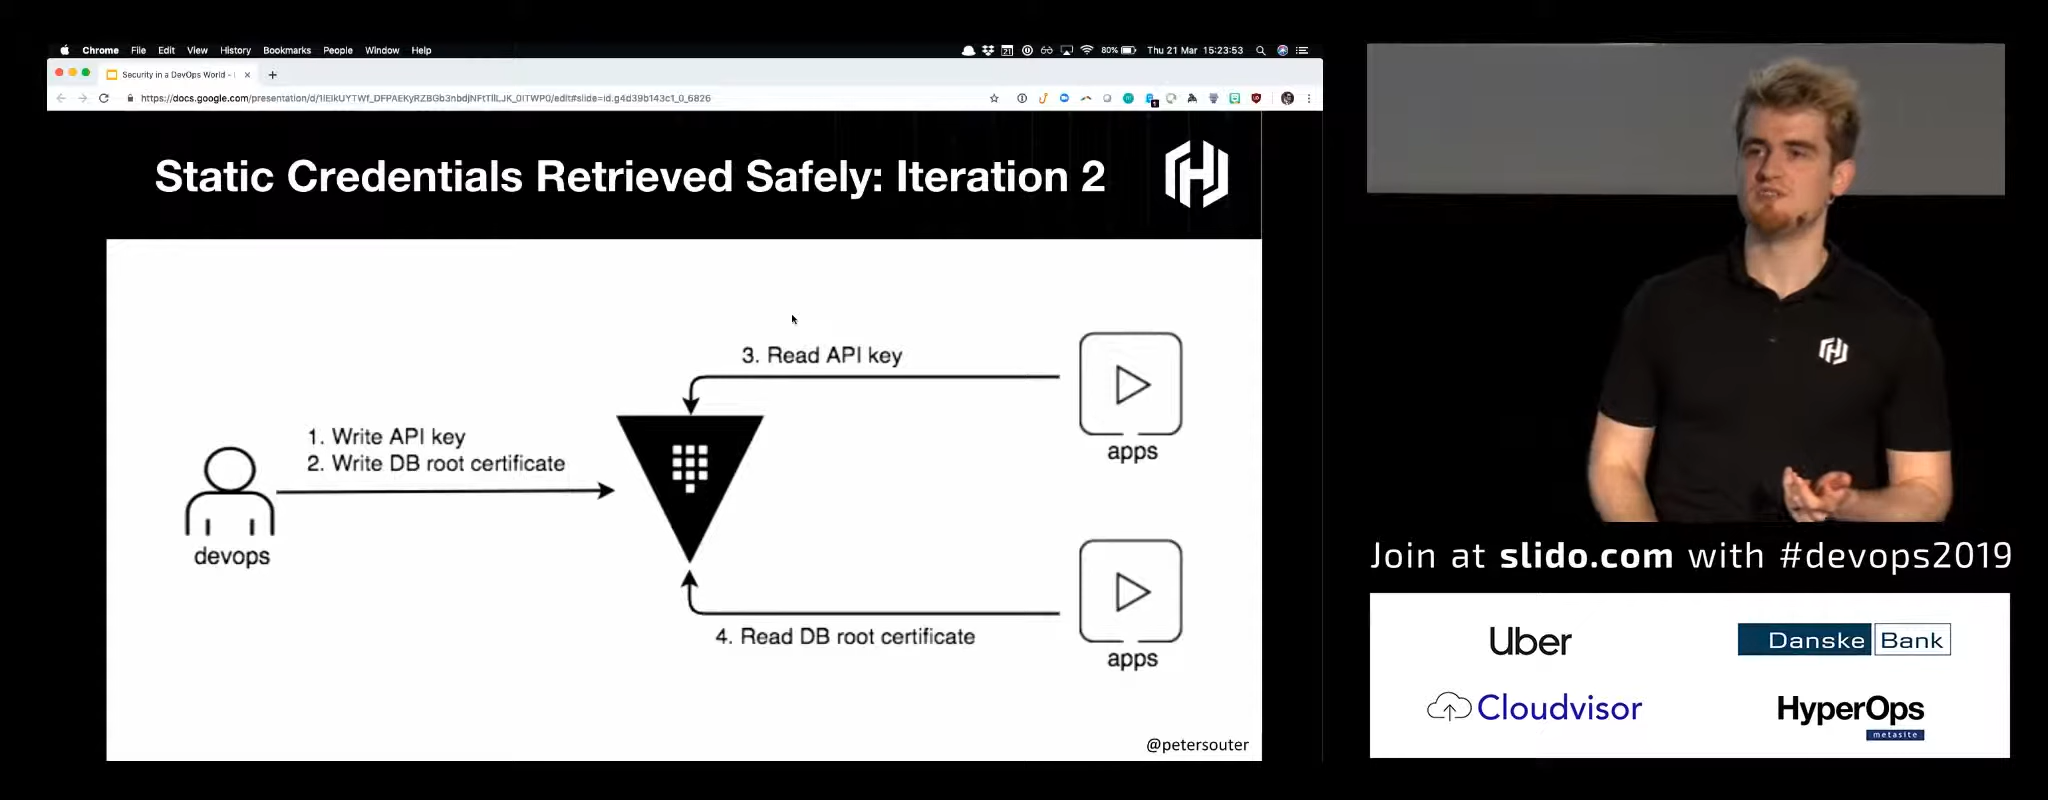 Chrome File Edit View History Bookmarks People Window Help
80% Thu 21 Mar 15:23:53
Security in a DevOps World -
Static Credentials Retrieved Safely: Iteration 2
3. Read API key
apps
1. Write API key
2. Write DB root certificate
devops
4. Read DB root certificate
apps
@petersouter
Join at slido.com with #devops2019
Uber
Danske Bank
Cloudvisor
HyperOps
metasite